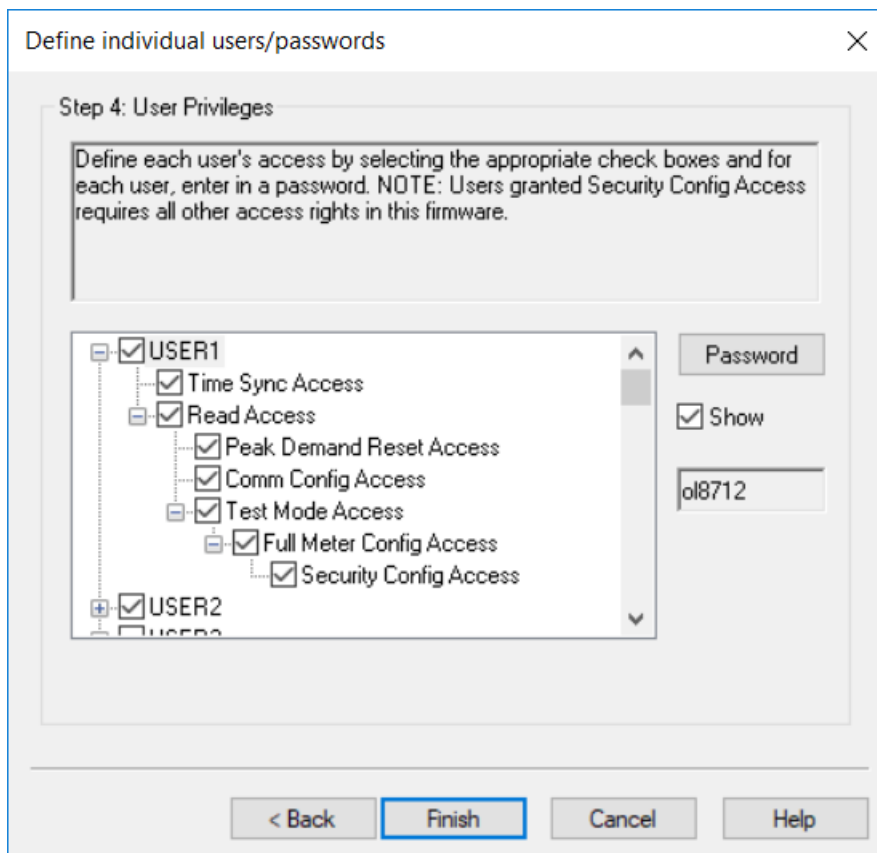 Define individual users/passwords
Step 4: User Privileges
Define each user's access by selecting the appropriate check boxes and for
each user, enter in a password. NOTE: Users granted Security Config Access
requires all other access rights in this firmware.
USER1
Time Sync Access
Read Access
Peak Demand Reset Access
Comm Config Access
Test Mode Access
Full Meter Config Access
Security Config Access
USER2
Password
Show
ol8712
< Back
Finish
Cancel
Help